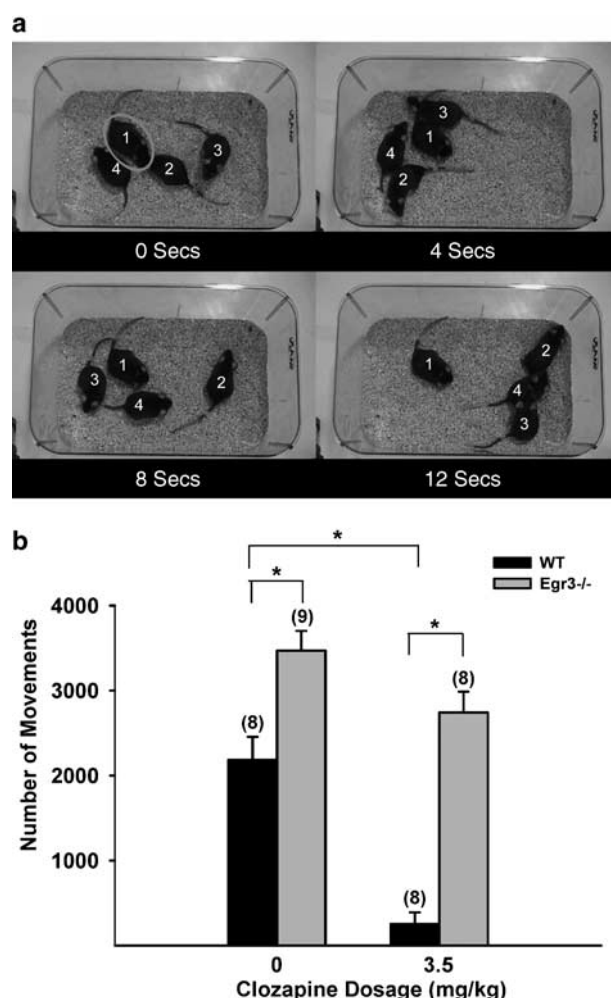 a
1
4
2
3
0 Secs
3
1
4
2
4 Secs
1
3
4
2
8 Secs
1
2
4
3
12 Secs
b
*
WT
Egr3-/-
*
*
4000
3000
2000
1000
(9)
(8)
(8)
(8)
Number of Movements
0
3.5
Clozapine Dosage (mg/kg)